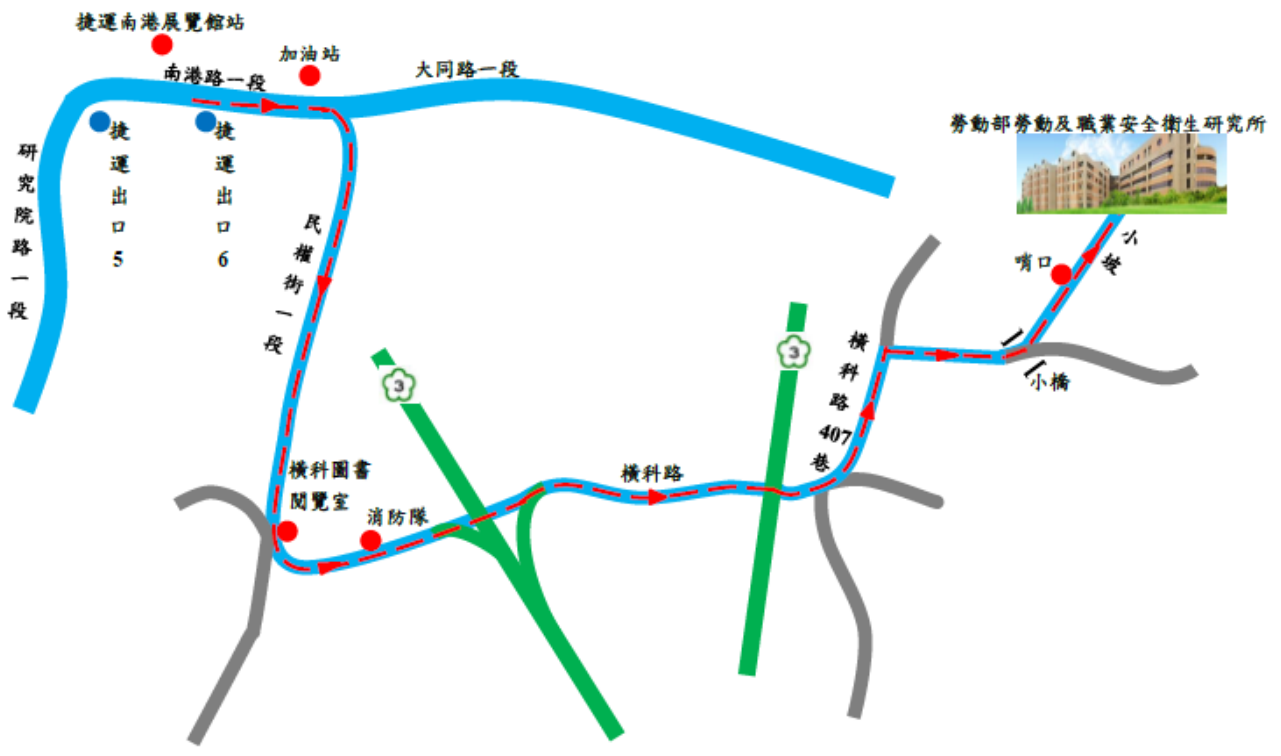 捷運南港展覽館站
加油站
南港路一段
大同路一段
勞動部勞動及職業安全衛生研究所
捷運出口5
捷運出口6
研究院路一段
民權街一段
小坡
哨口
3
3
橫科路407巷
小橋
橫科圖書
閱覽室
消防隊
橫科路